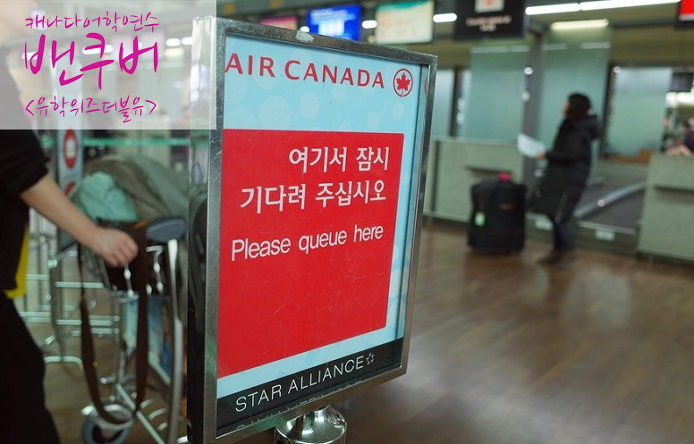 캐나다어학연수
밴쿠버
<유학위즈더블유>
AIR CANADA
여기서 잠시
기다려 주십시오
Please queue here
STAR ALLIANCE